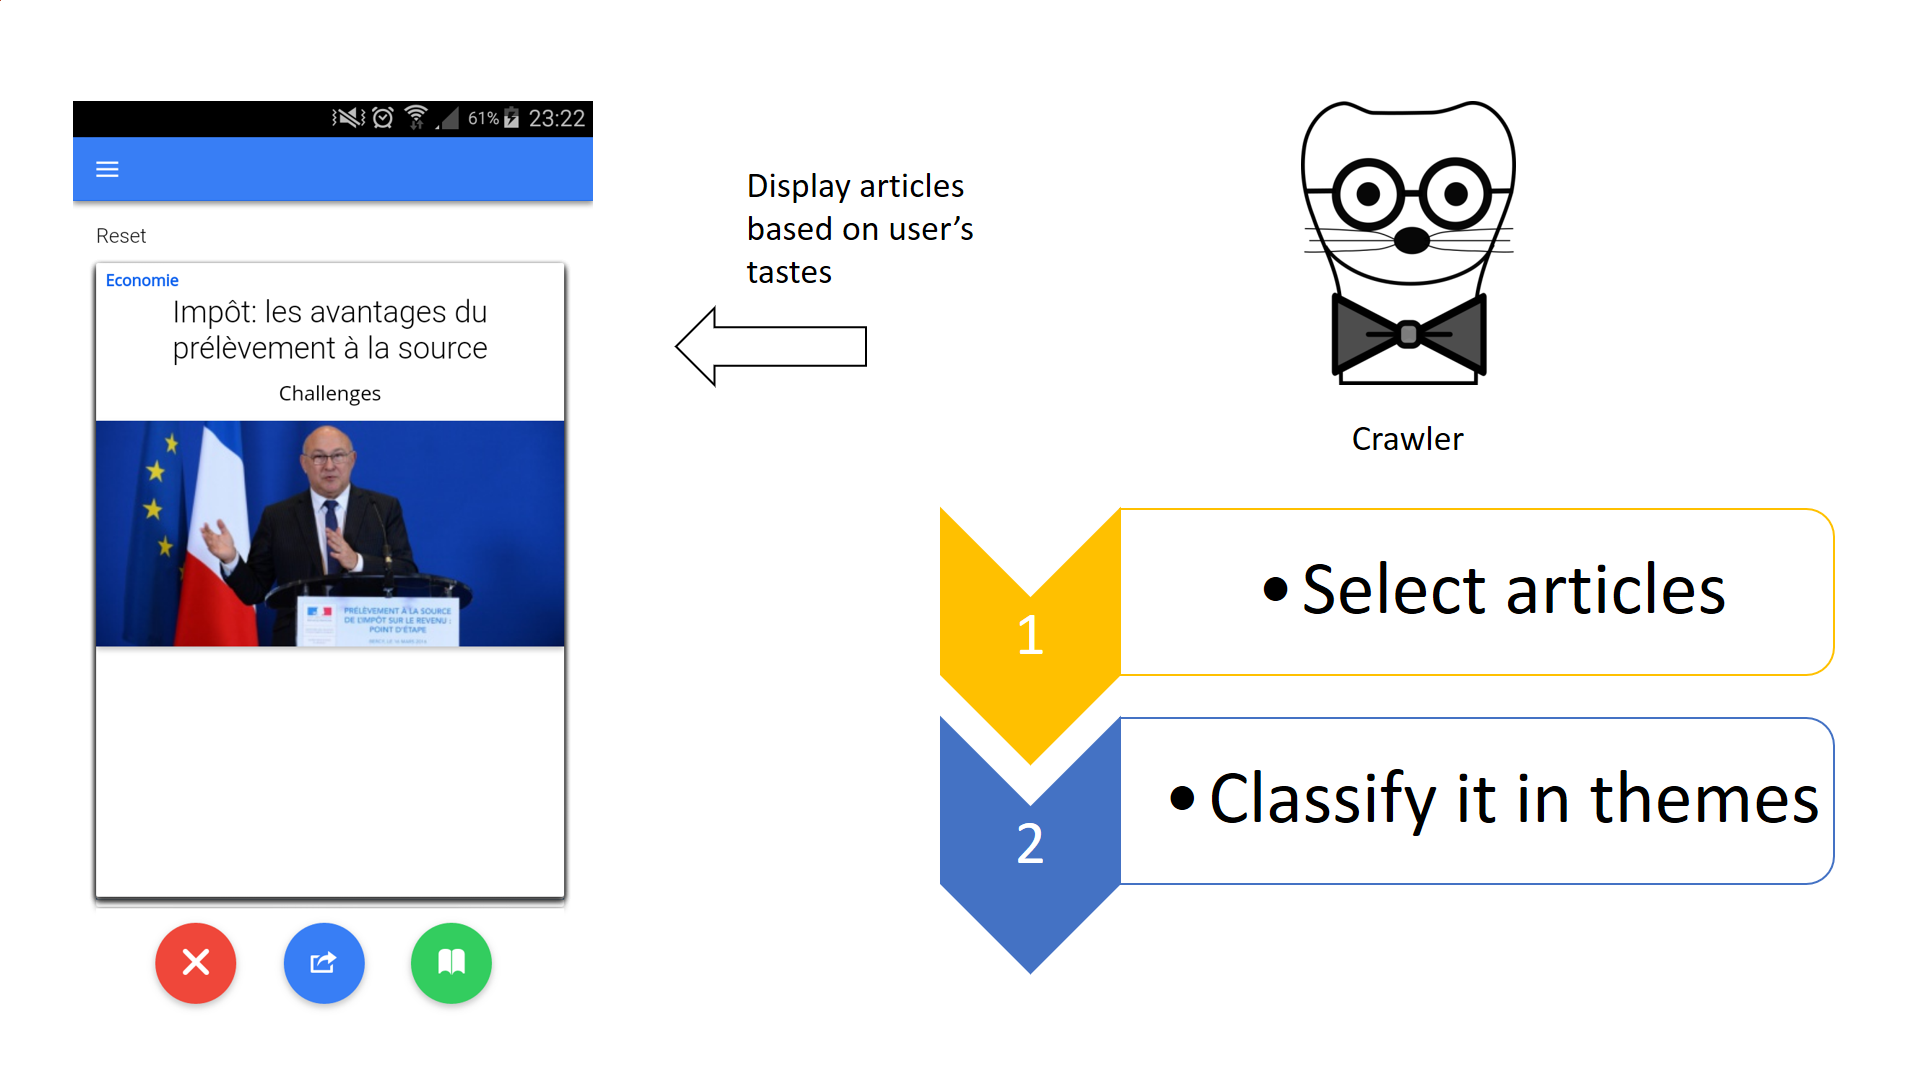 61% 23:22
Reset
Economie
Impôt: les avantages du
prélèvement à la source
Challenges
PRÉLÈVEMENT À LA SOURCE
DE L'IMPÔT SUR LE REVENU :
POINT D'ÉTAPE
Display articles
based on user’s
tastes
Crawler
1
• Select articles
2
• Classify it in themes